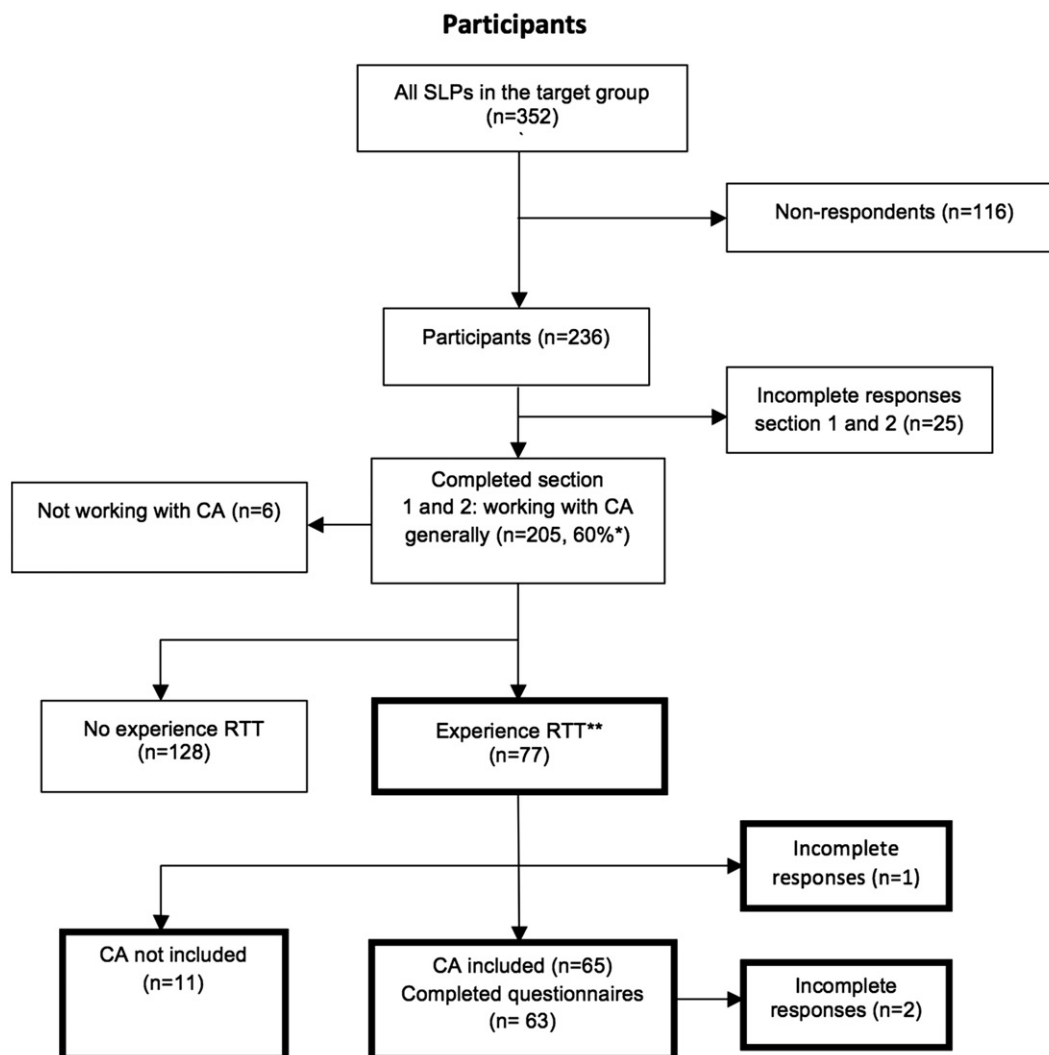 Participants
All SLPs in the target group
(n=352)
Non-respondents (n=116)
Participants (n=236)
Incomplete responses
section 1 and 2 (n=25)
Completed section
1 and 2: working with CA
generally (n=205, 60%*)
Not working with CA (n=6)
No experience RTT
(n=128)
Experience RTT**
(n=77)
Incomplete
responses (n=1)
CA not included
(n=11)
CA included (n=65)
Completed questionnaires
(n= 63)
Incomplete
responses (n=2)